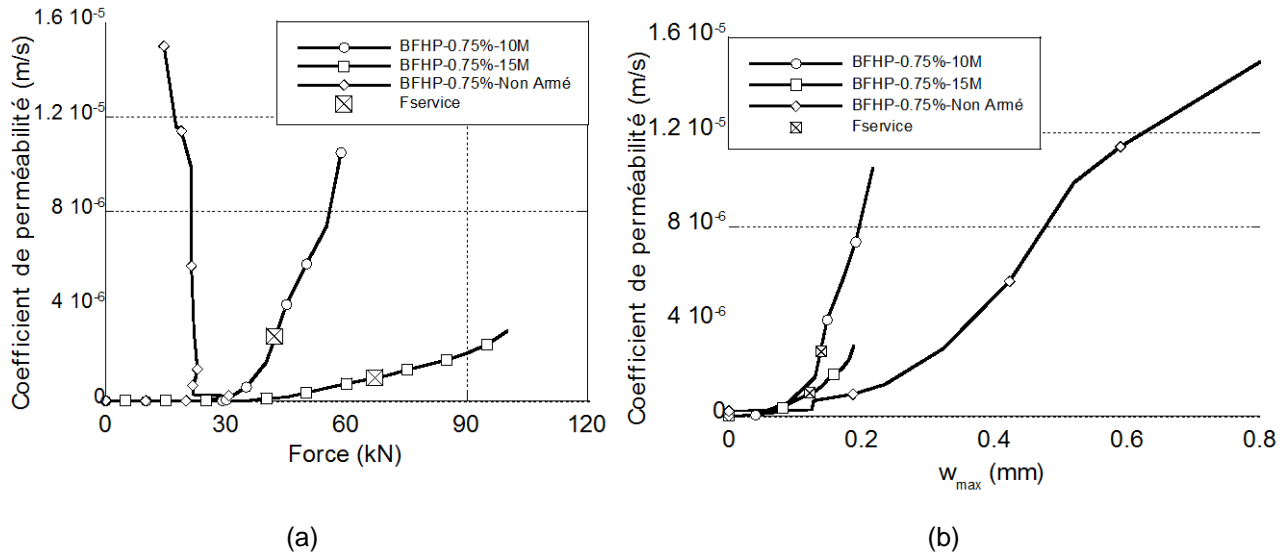 1.6 10-5
1.2 10-5
8 10-6
4 10-6
0
Coefficient de perméabilité (m/s)
BFHP-0.75%-10M
BFHP-0.75%-15M
BFHP-0.75%-Non Armé
Fservice
0
30
60
90
120
Force (kN)
(a)
1.6 10-5
1.2 10-5
8 10-6
4 10-6
0
Coefficient de perméabilité (m/s)
BFHP-0.75%-10M
BFHP-0.75%-15M
BFHP-0.75%-Non Armé
Fservice
0
0.2
0.4
0.6
0.8
wmax (mm)
(b)